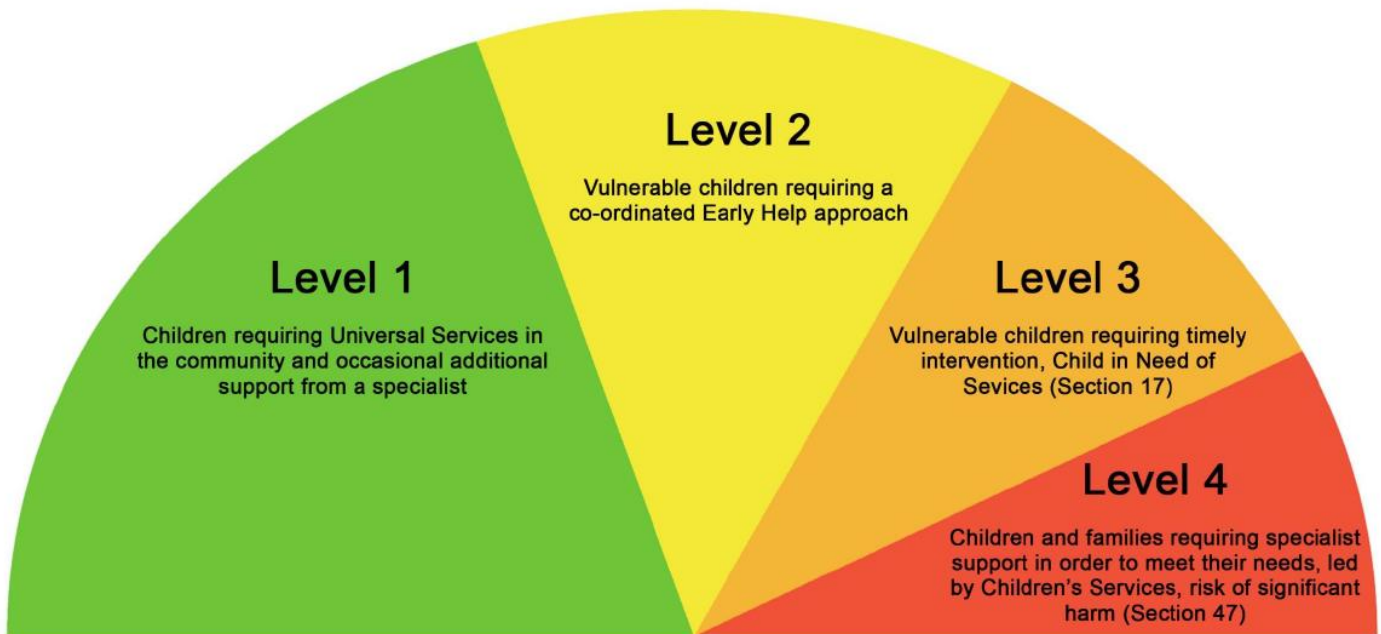 Level 1
Children requiring Universal Services in
the community and occasional additional
support from a specialist
Level 2
Vulnerable children requiring a
co-ordinated Early Help approach
Level 3
Vulnerable children requiring timely
intervention, Child in Need of
Sevices (Section 17)
Level 4
Children and families requiring specialist
support in order to meet their needs, led
by Children’s Services, risk of significant
harm (Section 47)